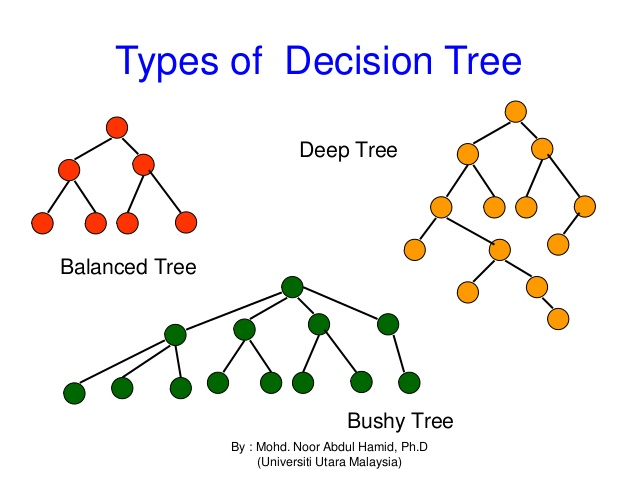 Types of  Decision Tree
Deep Tree
Balanced Tree
Bushy Tree
By : Mohd. Noor Abdul Hamid, Ph.D
(Universiti Utara Malaysia)